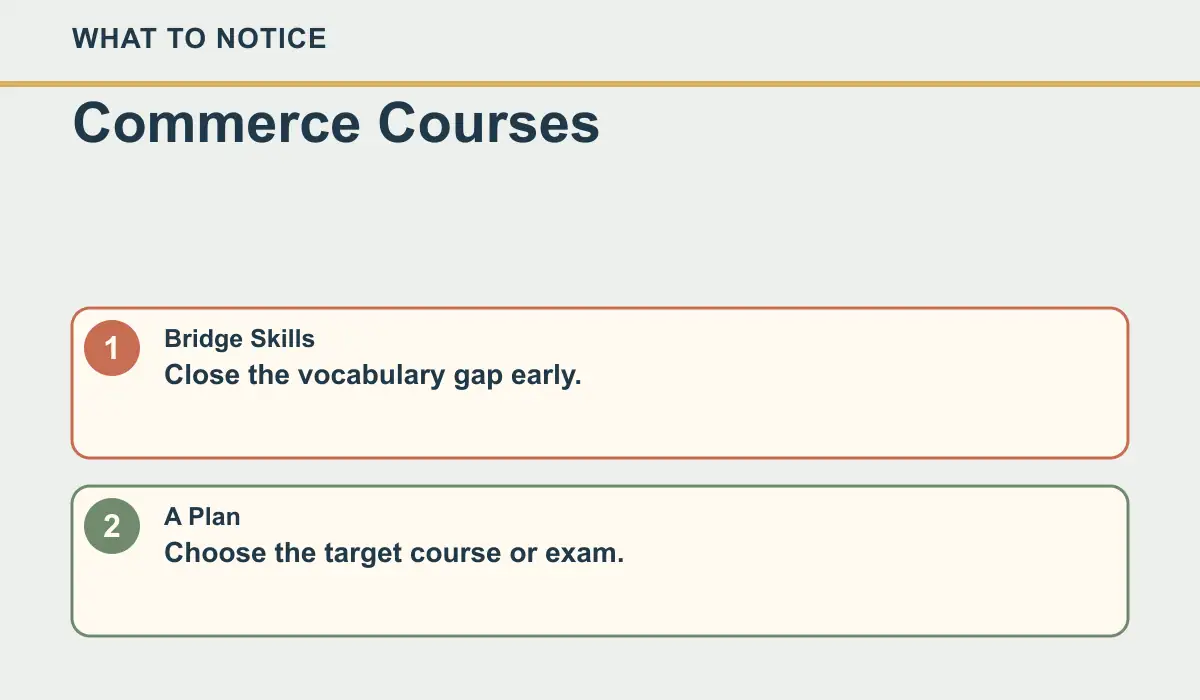 WHAT TO NOTICE
Commerce Courses
1
Bridge Skills
Close the vocabulary gap early.
2
A Plan
Choose the target course or exam.